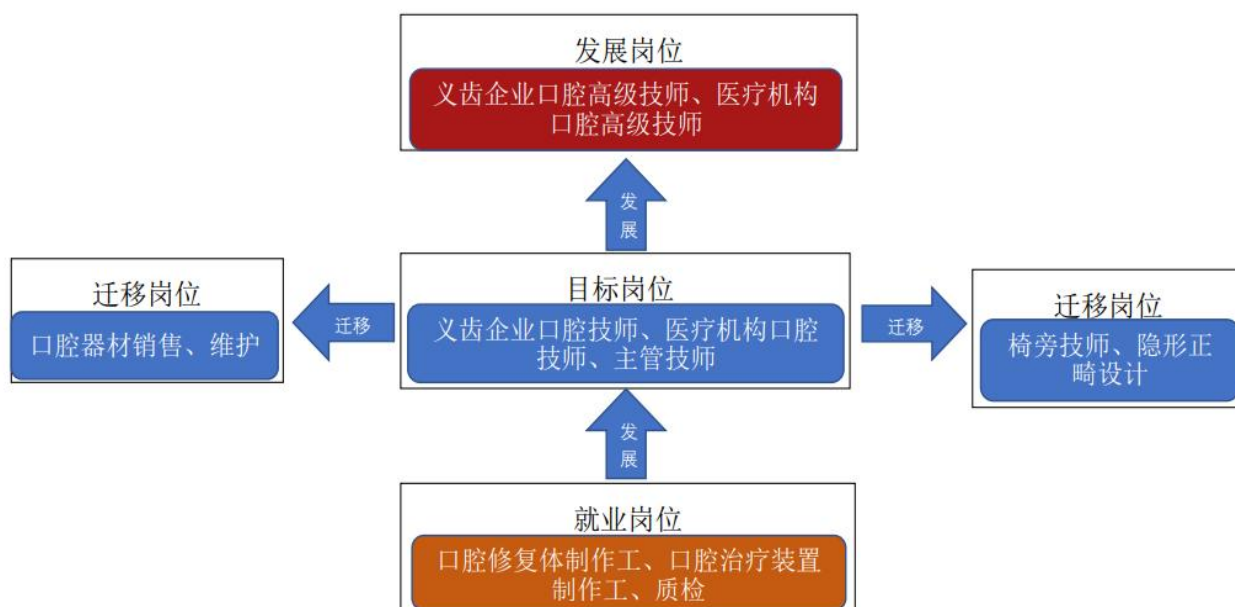 发展岗位
义齿企业口腔高级技师、医疗机构
口腔高级技师
发
展
迁移岗位
口腔器材销售、维护
迁移
目标岗位
义齿企业口腔技师、医疗机构口腔
技师、主管技师
迁移
迁移岗位
椅旁技师、隐形正
畸设计
发
展
就业岗位
口腔修复体制作工、口腔治疗装置
制作工、质检